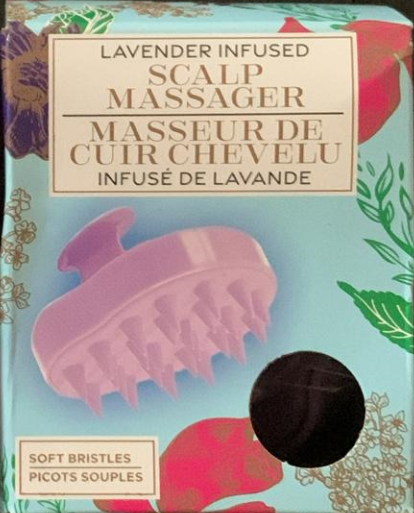 LAVENDER INFUSED
SCALP
MASSAGER
MASSEUR DE
CUIR CHEVELU
INFUSÉ DE LAVANDE
SOFT BRISTLES
PICOTS SOUPLES